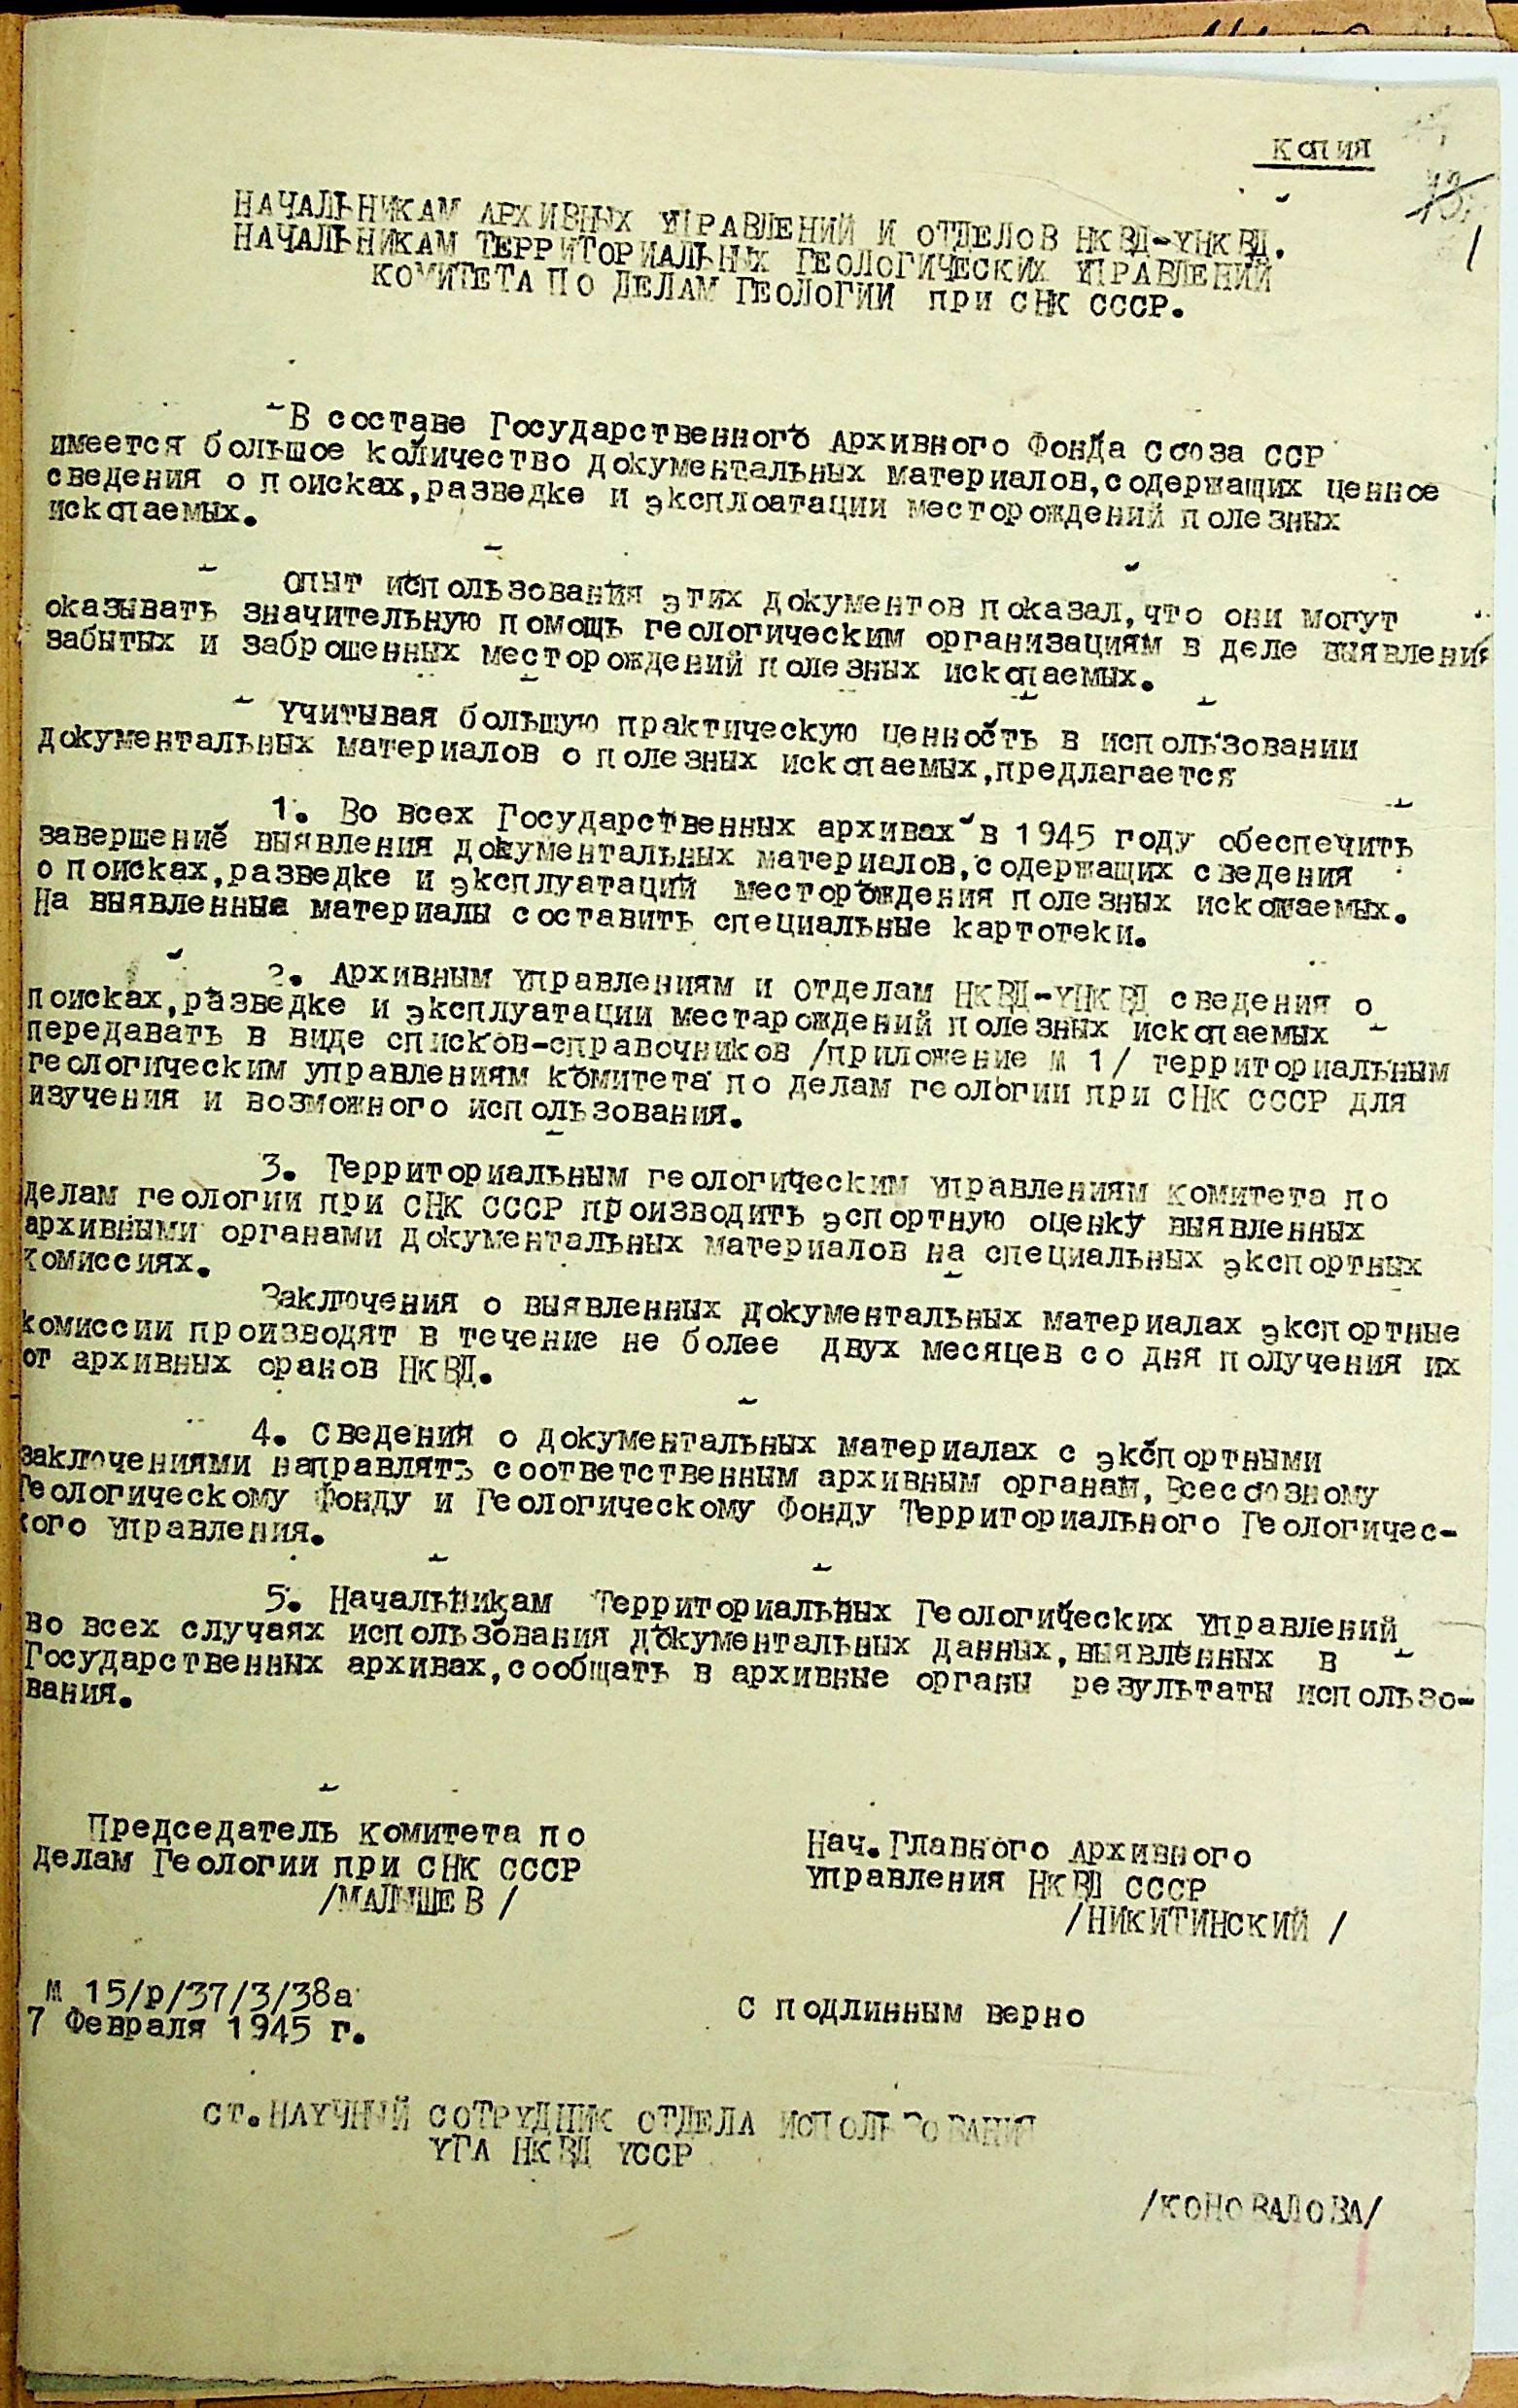 Копия
1
НАЧАЛЬНИКАМ АРХИВНЫХ УПРАВЛЕНИЙ И ОТДЕЛОВ НКВД-УНКВД.
НАЧАЛЬНИКАМ ТЕРРИТОРИАЛЬНЫХ ГЕОЛОГИЧЕСКИХ УПРАВЛЕНИЙ
КОМИТЕТА ПО ДЕЛАМ ГЕОЛОГИИ при СНК СССР.
В составе Государственного Архивного Фонда Союза ССР
имеется большое количество документальных материалов, содержащих ценное
сведения о поисках, разведке и эксплоатации месторождений полезных
ископаемых.
Опыт использования этих документов показал, что они могут
оказывать значительную помощь геологическим организациям в деле выявления
забытых и заброшенных месторождений полезных ископаемых.
Учитывая большую практическую ценность в использовании
документальных материалов о полезных ископаемых, предлагается
1. Во всех Государственных архивах в 1945 году обеспечить
завершение выявления документальных материалов, содержащих сведения
о поисках, разведке и эксплуатации месторождения полезных ископаемых.
На выявленные материалы составить специальные картотеки.
2. Архивным управлениям и отделам НКВД-УНКВД сведения о
поисках, разведке и эксплуатации местарождений полезных ископаемых
передавать в виде списков-справочников /приложение № 1/ территориальным
геологическим управлениям комитета по делам геологии при СНК СССР для
изучения и возможного использования.
3. Территориальным геологическим управлениям комитета по
делам геологии при СНК СССР производить эспортную оценку выявленных
архивными органами документальных материалов на специальных экспортных
комиссиях.
Заключения о выявленных документальных материалах экспортные
комиссии производят в течение не более двух месяцев со дня получения их
от архивных оранов НКВД.
4. Сведения о документальных материалах с экспортными
заключениями направлять соответственным архивным органам, Всесоюзному
Геологическому Фонду и Геологическому Фонду Территориального Геологичес-
кого управления.
5. Начальникам Территориальных Геологических управлений
во всех случаях использования документальных данных, выявленных в
Государственных архивах, сообщать в архивные органы результаты использо-
вания.
Председатель комитета по
делам Геологии при СНК СССР
/МАЛЫШЕВ/
Нач. Главного Архивного
управления НКВД СССР
/НИКИТИНСКИЙ/
№ 15/р/37/3/38а
7 Февраля 1945 г.
С подлинным верно
СТ. НАУЧНЫЙ СОТРУДНИК ОТДЕЛА ИСПОЛЬЗОВАНИЯ
УГА НКВД УССР
/КОНОВАЛОВА/